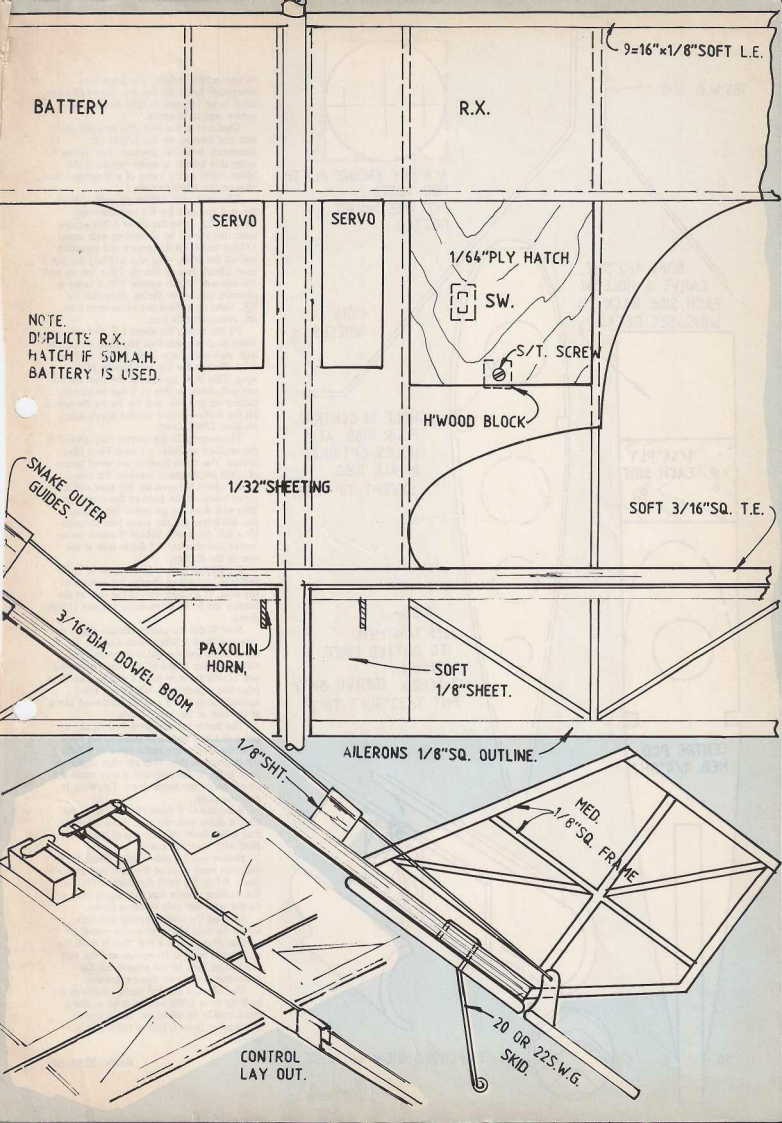 9=16"x1/8"SOFT L.E.
BATTERY
R.X.
SERVO
SERVO
1/64"PLY HATCH
SW.
NOTE.
DUPLICTE R.X.
HATCH IF 50M.A.H.
BATTERY IS USED.
S/T. SCREW
H'WOOD BLOCK
SNAKE OUTER
GUIDES.
1/32"SHEETING
SOFT 3/16"SQ. T.E.
3/16"DIA. DOWEL BOOM
PAXOLIN
HORN,
SOFT
1/8"SHEET.
1/8"SHT.
AILERONS 1/8"SQ. OUTLINE.
MED.
1/8"SQ. FRAME
20 OR 22S.W.G.
SKID.
CONTROL
LAY OUT.